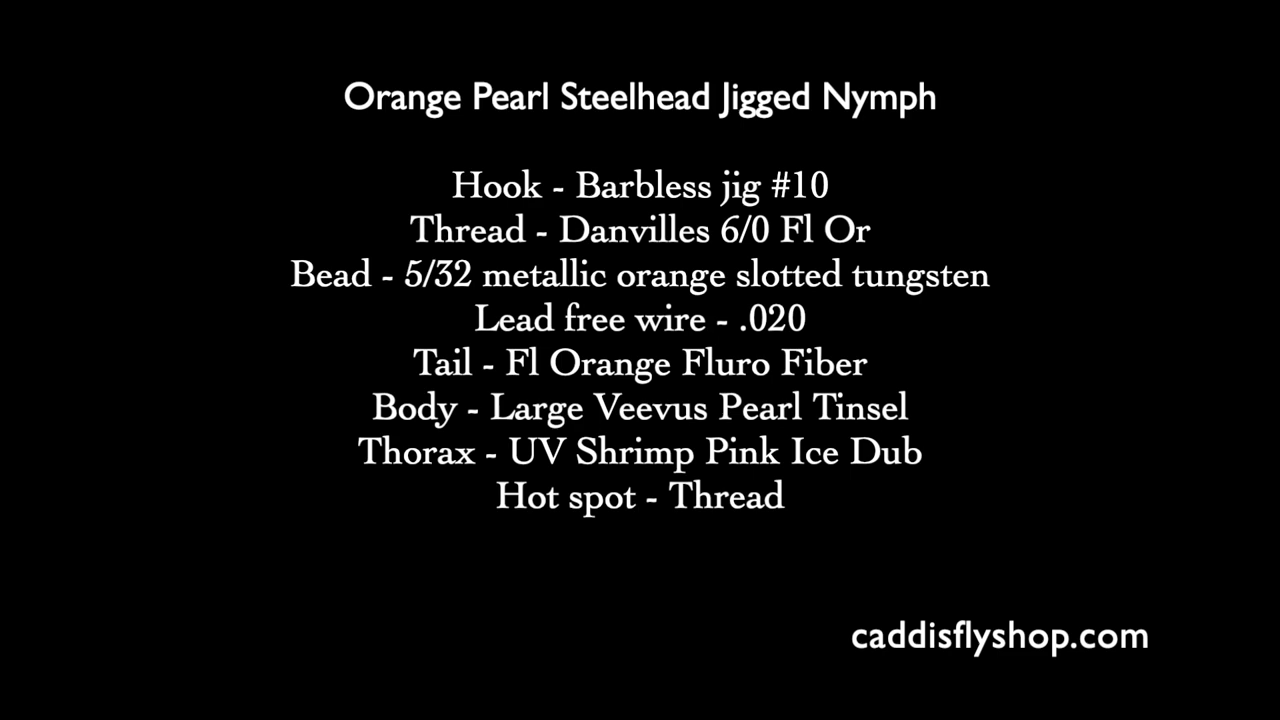 Orange Pearl Steelhead Jigged Nymph
Hook - Barbless jig #10
Thread - Danvilles 6/0 Fl Or
Bead - 5/32 metallic orange slotted tungsten
Lead free wire - .020
Tail - Fl Orange Fluro Fiber
Body - Large Veevus Pearl Tinsel
Thorax - UV Shrimp Pink Ice Dub
Hot spot - Thread
caddisflyshop.com